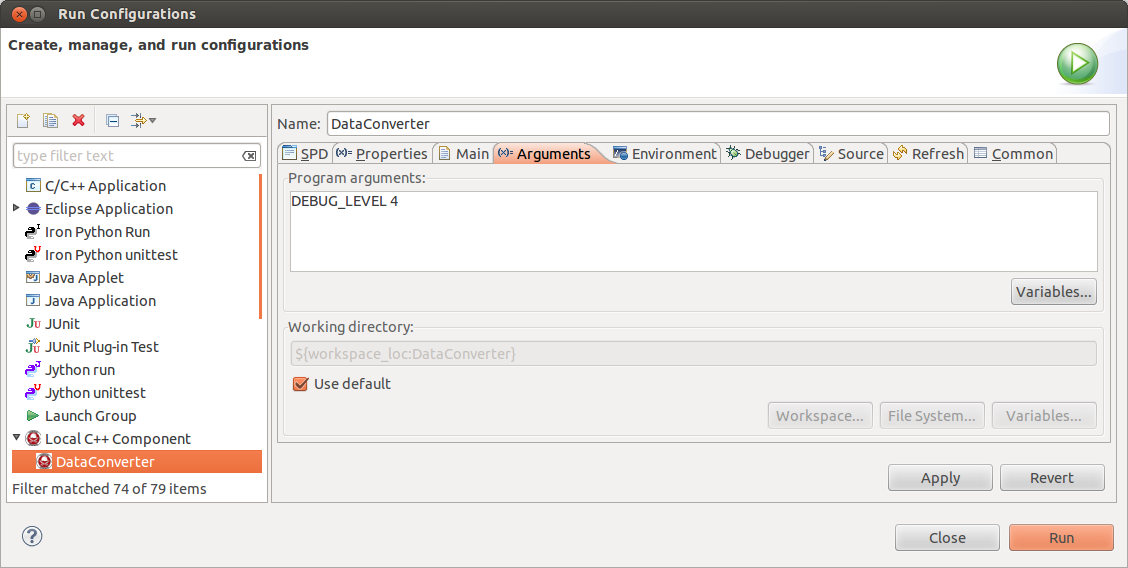 Run Configurations
Create, manage, and run configurations
type filter text
C/C++ Application
Eclipse Application
Iron Python Run
Iron Python unittest
Java Applet
Java Application
JUnit
JUnit Plug-in Test
Jython run
Jython unittest
Launch Group
Local C++ Component
DataConverter
Filter matched 74 of 79 items
Name: DataConverter
SPD Properties Main Arguments Environment Debugger Source Refresh Common
Program arguments:
DEBUG_LEVEL 4
Variables...
Working directory:
${workspace_loc:DataConverter}
Use default
Workspace... File System... Variables...
Apply Revert
Close Run